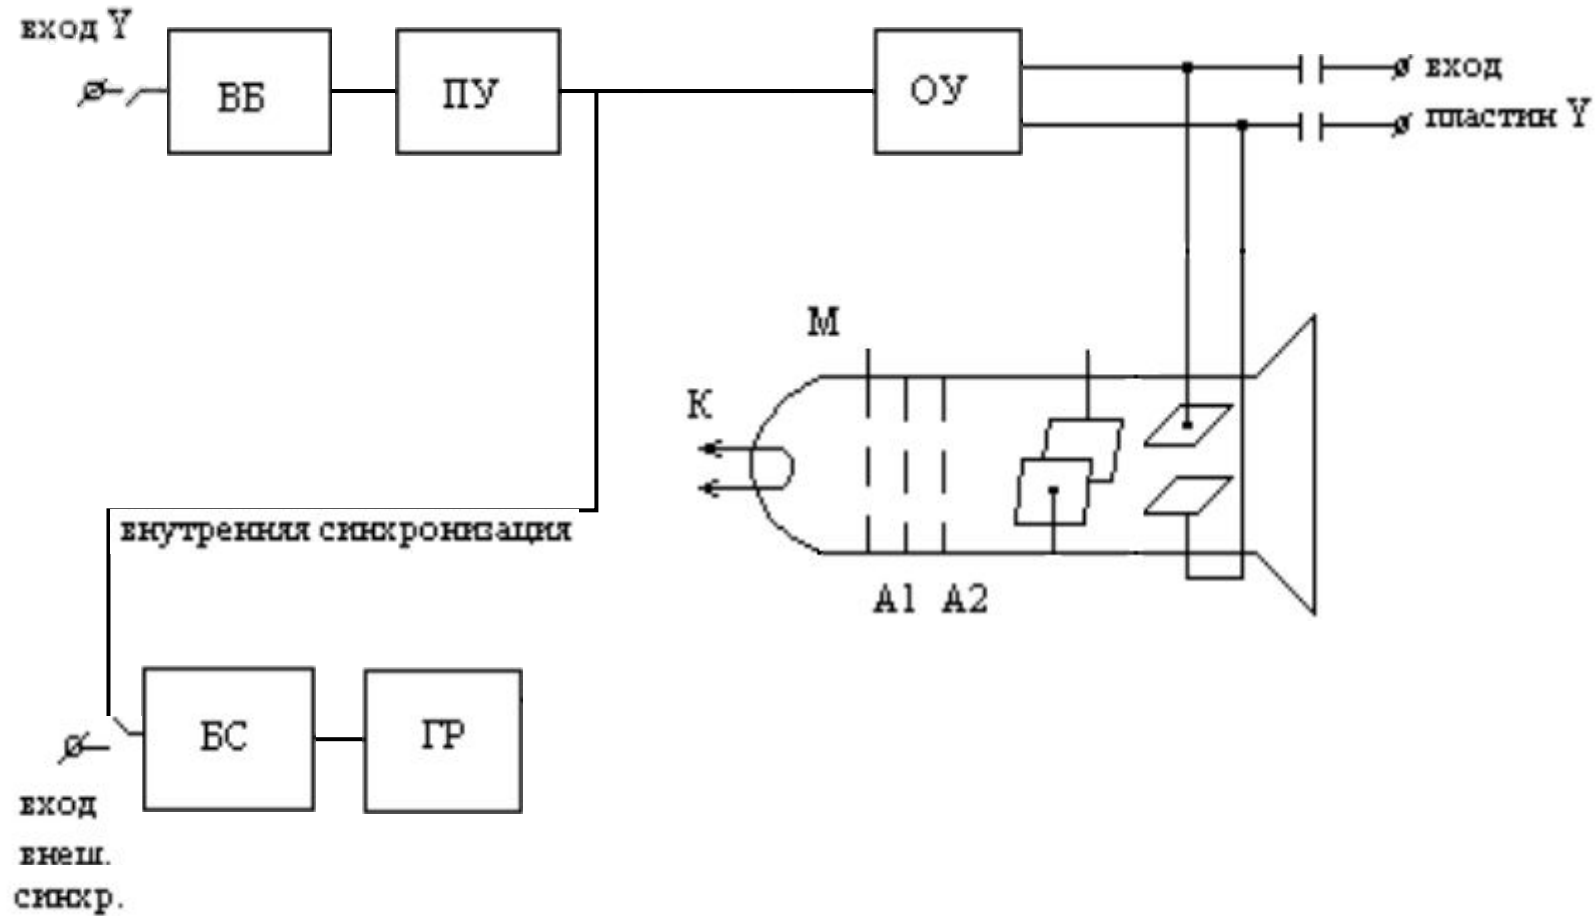 вход Y
ВБ
ПУ
ОУ
вход
пластин Y
М
К
А1 А2
внутренняя синхронизация
БС
ГР
вход
внеш.
синхр.